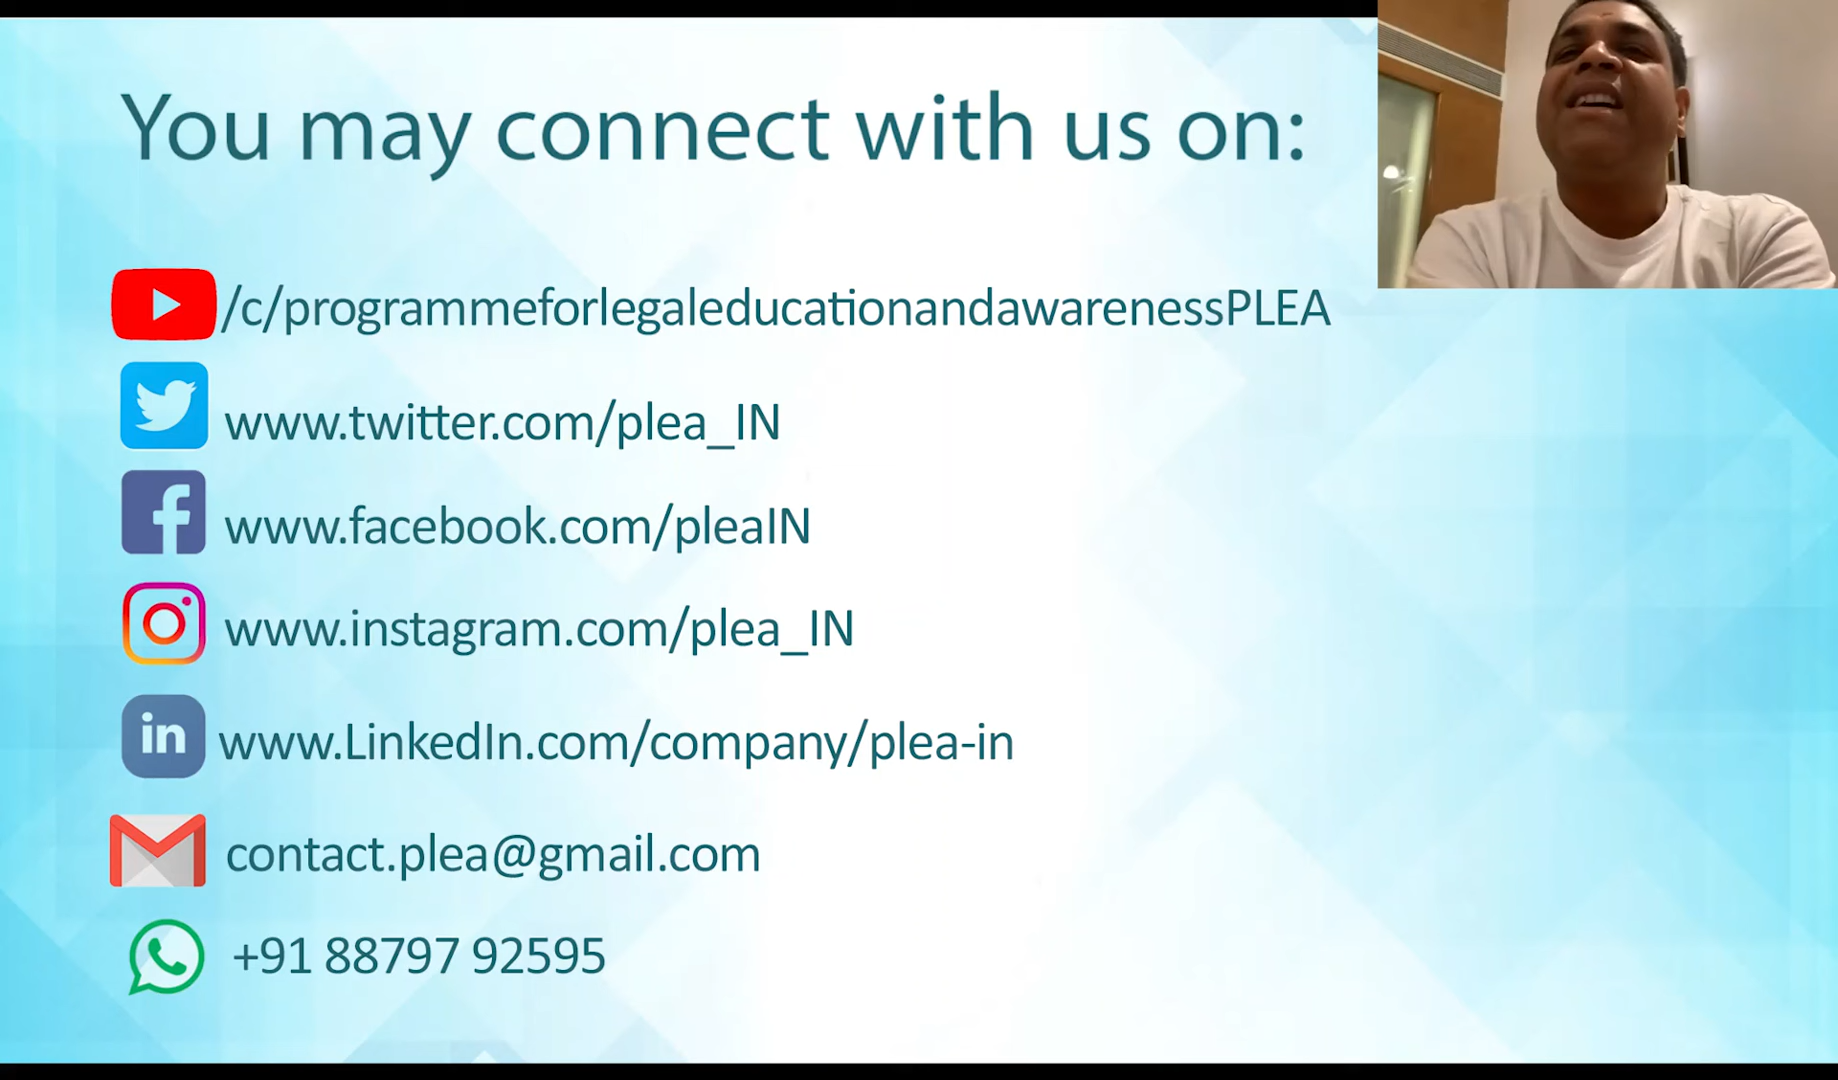 You may connect with us on:
/c/programmeforlegaleducationandawarenessPLEA
www.twitter.com/plea_IN
www.facebook.com/pleaIN
www.instagram.com/plea_IN
in www.LinkedIn.com/company/plea-in
contact.plea@gmail.com
+91 88797 92595